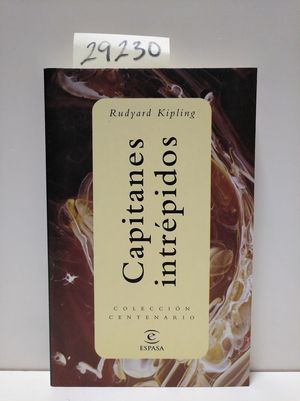 29230
Rudyard Kipling
Capitanes
intrépidos
COLECCIÓN
CENTENARIO
e
ESPASA